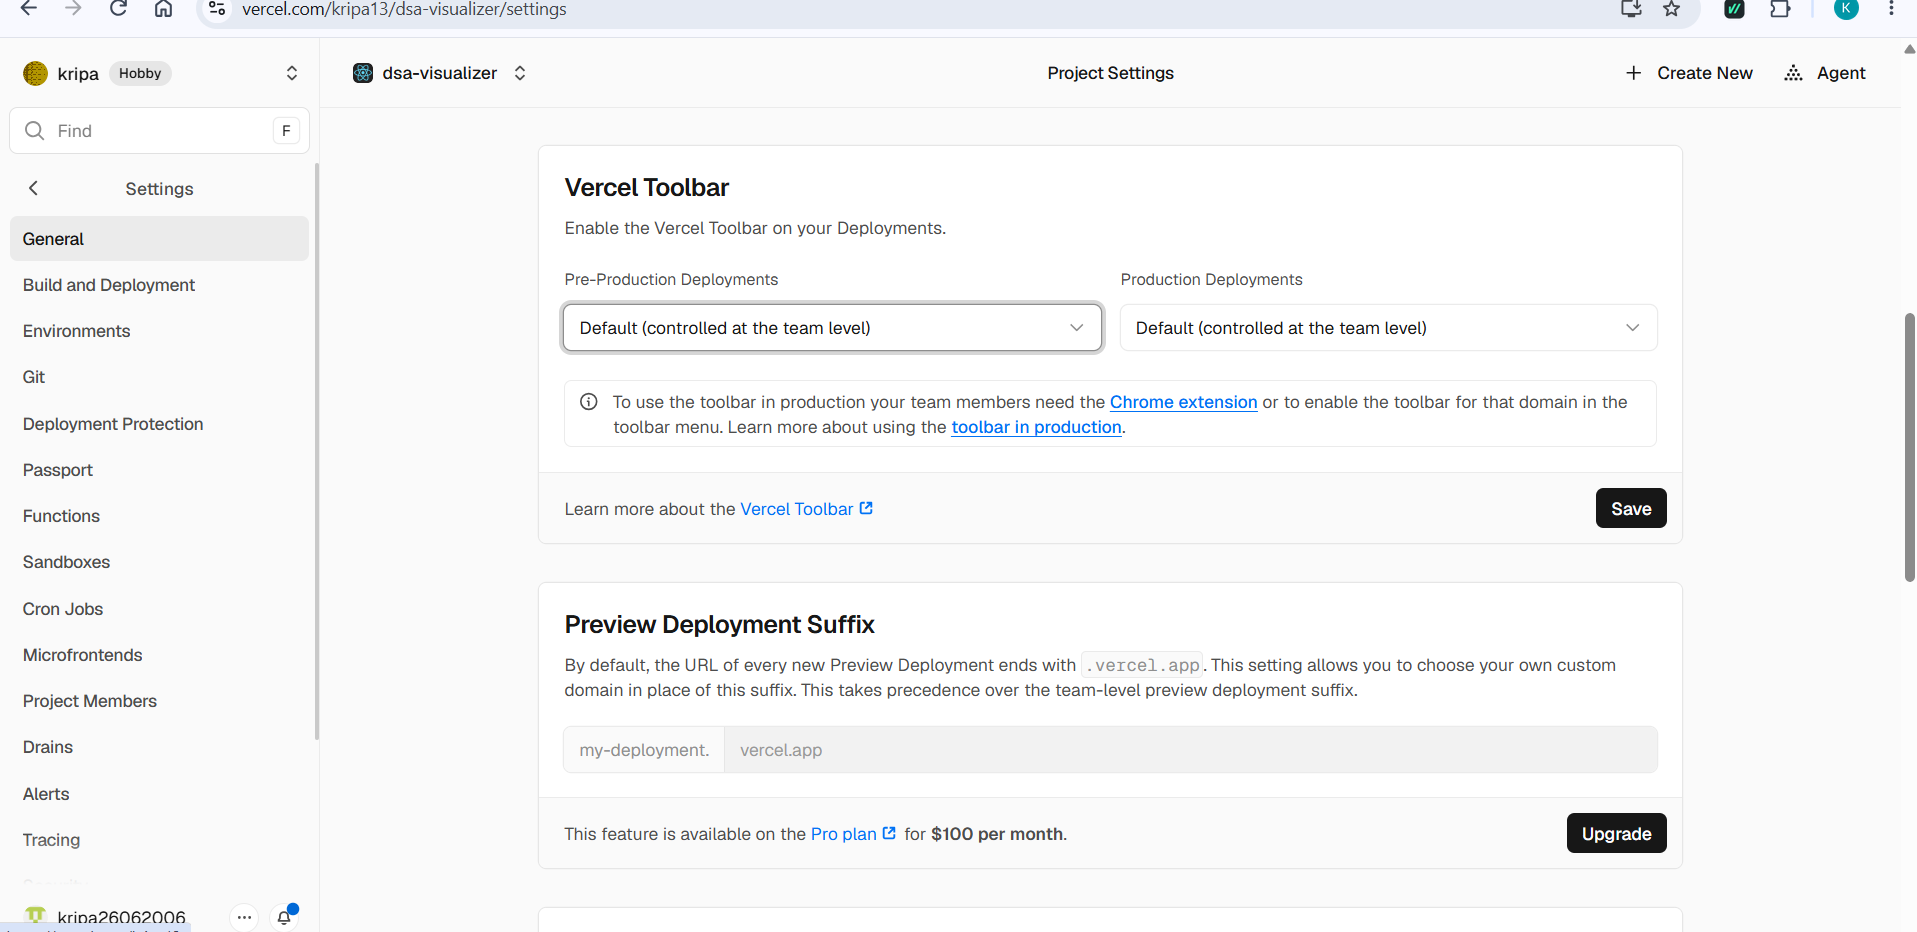 vercel.com/kripa13/dsa-visualizer/settings
K
kripa Hobby
dsa-visualizer
Project Settings
Create New
Agent
Find F
Settings
General
Build and Deployment
Environments
Git
Deployment Protection
Passport
Functions
Sandboxes
Cron Jobs
Microfrontends
Project Members
Drains
Alerts
Tracing
kripa26062006
Vercel Toolbar
Enable the Vercel Toolbar on your Deployments.
Pre-Production Deployments
Default (controlled at the team level)
Production Deployments
Default (controlled at the team level)
To use the toolbar in production your team members need the Chrome extension or to enable the toolbar for that domain in the
toolbar menu. Learn more about using the toolbar in production.
Learn more about the Vercel Toolbar
Save
Preview Deployment Suffix
By default, the URL of every new Preview Deployment ends with .vercel.app. This setting allows you to choose your own custom
domain in place of this suffix. This takes precedence over the team-level preview deployment suffix.
my-deployment. vercel.app
This feature is available on the Pro plan for $100 per month.
Upgrade